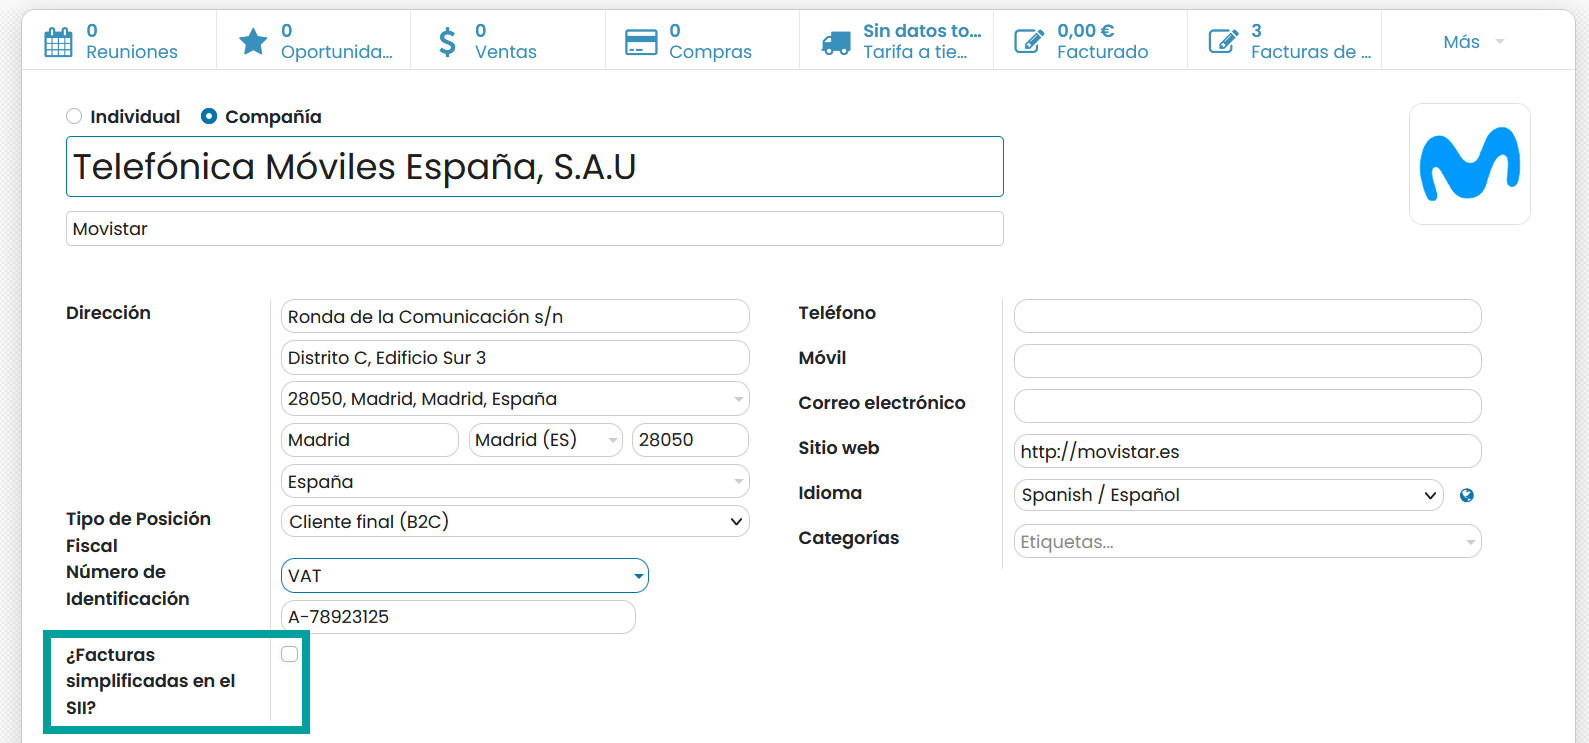 0
Reuniones
0
Oportunida...
0
Ventas
0
Compras
Sin datos to...
Tarifa a tie...
0,00 €
Facturado
3
Facturas de ...
Más
Individual
Compañía
Telefónica Móviles España, S.A.U
Movistar
Dirección
Ronda de la Comunicación s/n
Distrito C, Edificio Sur 3
28050, Madrid, Madrid, España
Madrid
Madrid (ES)
28050
España
Tipo de Posición
Fiscal
Cliente final (B2C)
Número de
Identificación
VAT
A-78923125
¿Facturas
simplificadas en el
SII?
Teléfono
Móvil
Correo electrónico
Sitio web
http://movistar.es
Idioma
Spanish / Español
Categorías
Etiquetas...